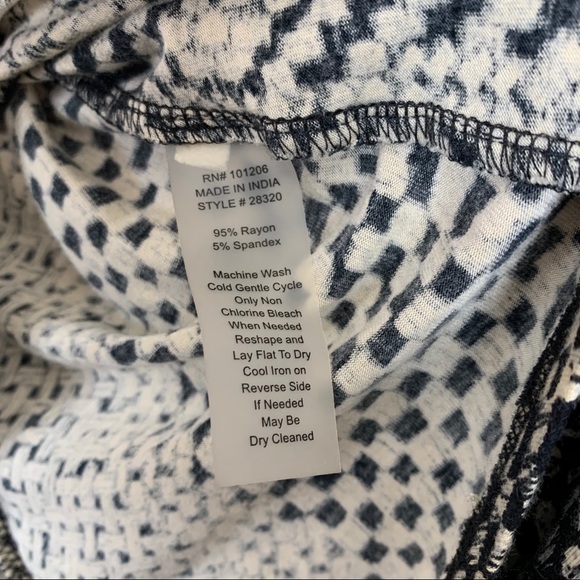 RN# 101206
MADE IN INDIA
STYLE # 28320
95% Rayon
5% Spandex
Machine Wash
Cold Gentle Cycle
Only Non
Chlorine Bleach
When Needed
Reshape and
Lay Flat To Dry
Cool Iron on
Reverse Side
If Needed
May Be
Dry Cleaned